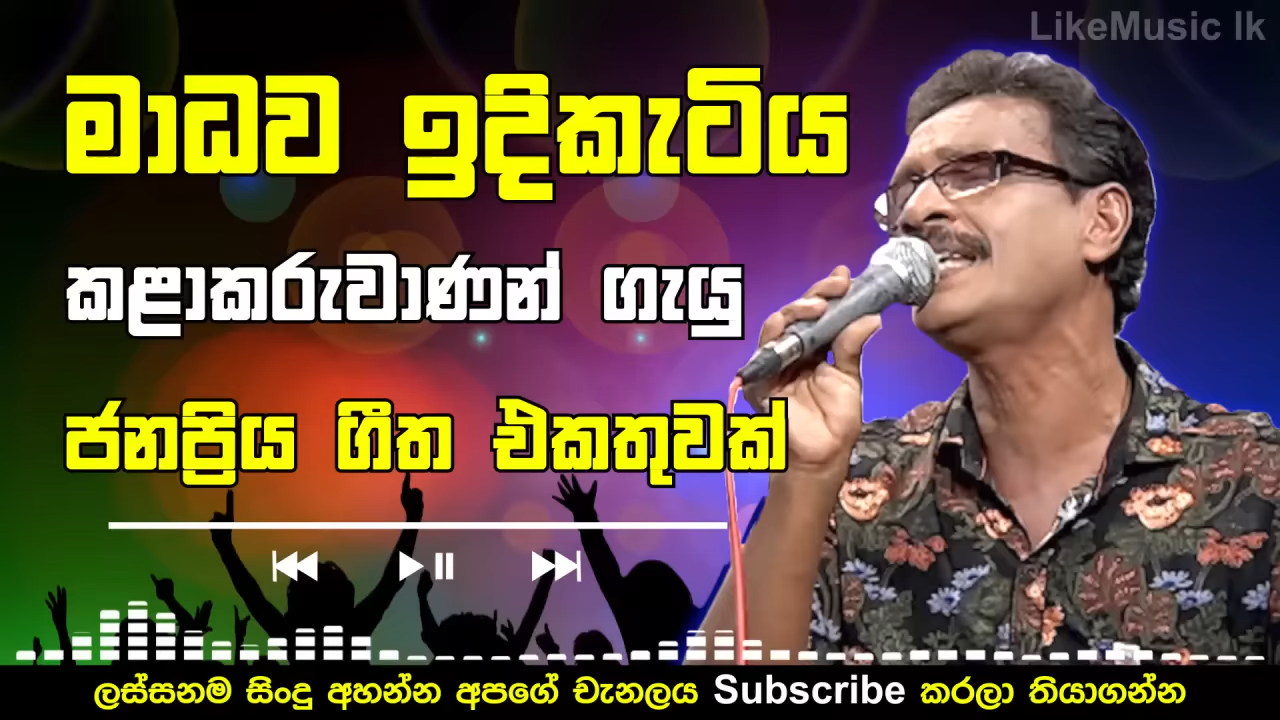 LikeMusic lk
මාධව ඉදිකැටිය
කළාකරුවාණන් ගැයු
ජනප්‍රිය ගීත එකතුවක්
ලස්සනම සිංදු අහන්න අපගේ චැනලය Subscribe කරලා තියාගන්න